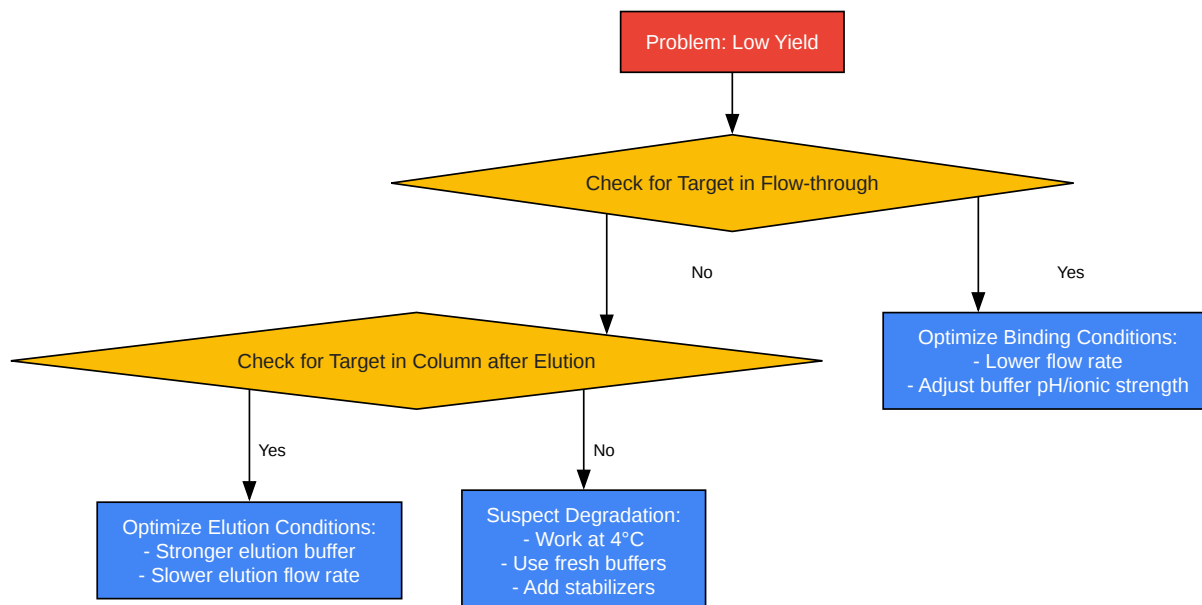 Problem: Low Yield
Check for Target in Flow-through
No
Yes
Optimize Binding Conditions:
- Lower flow rate
- Adjust buffer pH/ionic strength
Check for Target in Column after Elution
Yes
No
Optimize Elution Conditions:
- Stronger elution buffer
- Slower elution flow rate
Suspect Degradation:
- Work at 4°C
- Use fresh buffers
- Add stabilizers